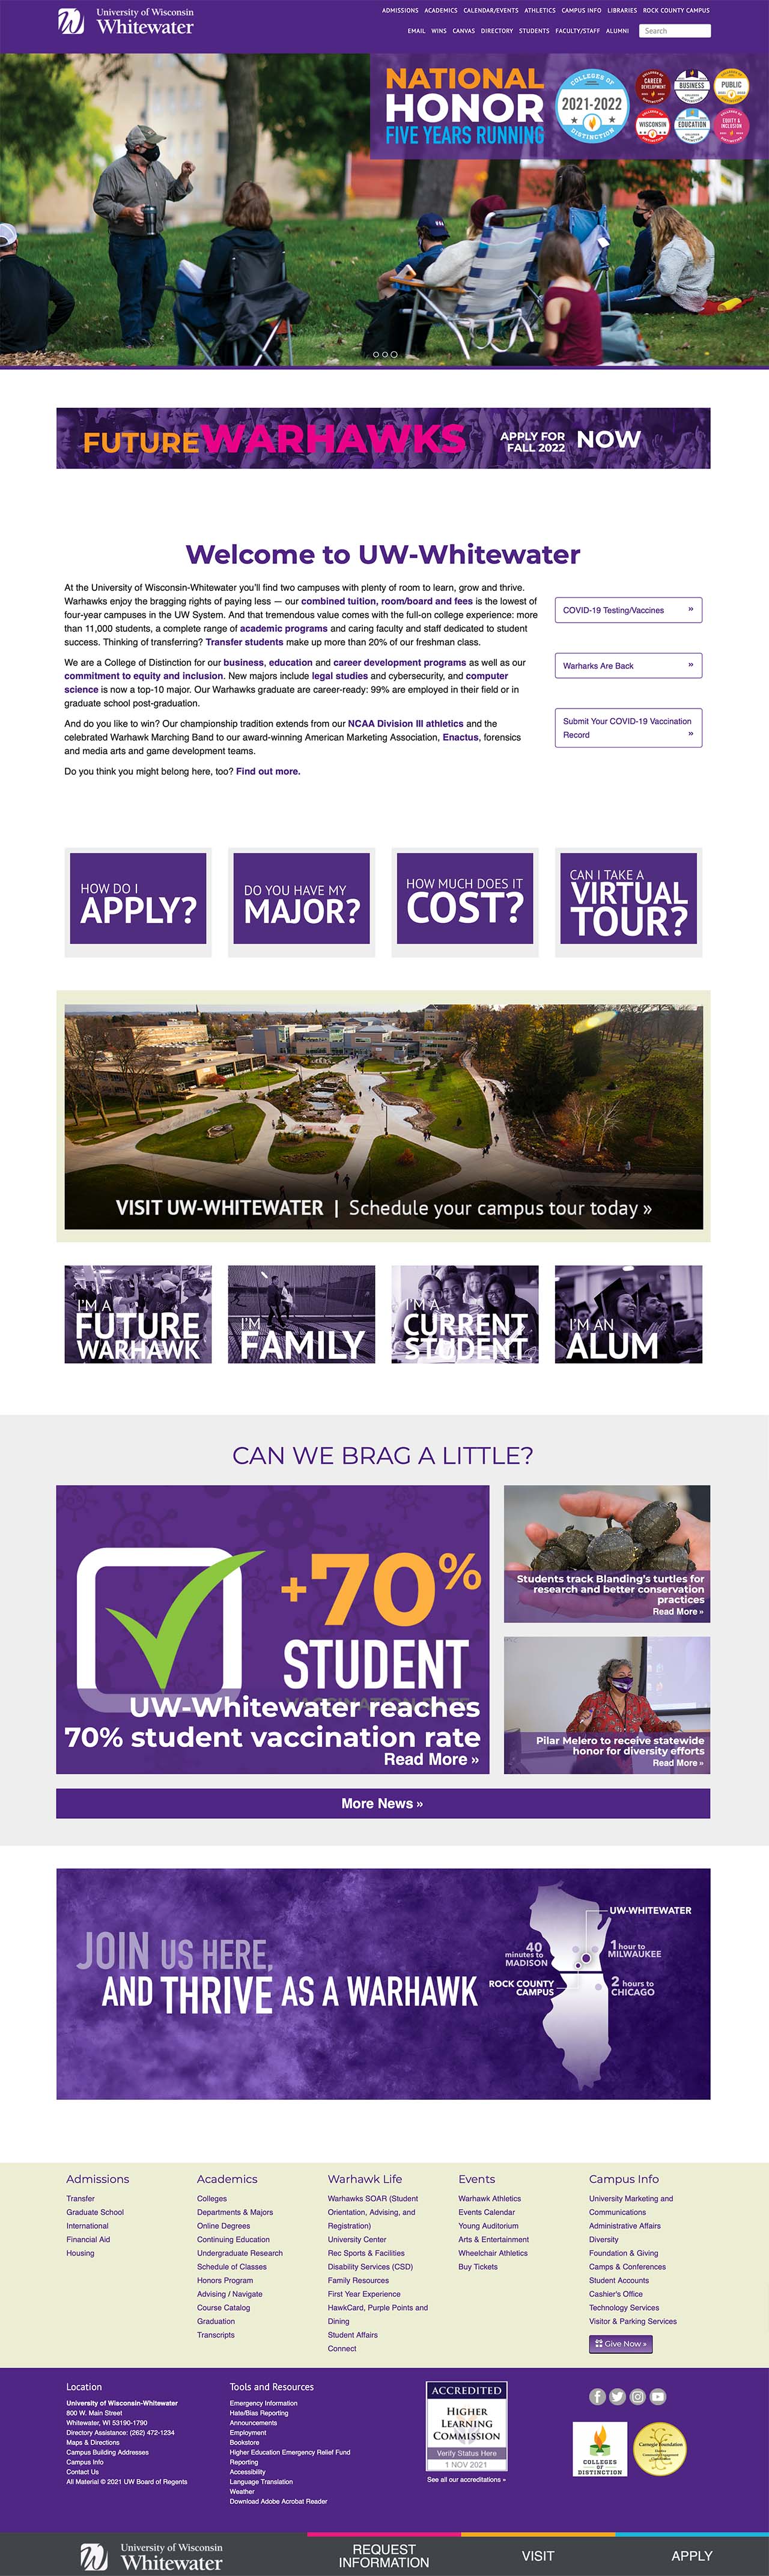 University of Wisconsin
Whitewater
ADMISSIONS ACADEMICS CALENDAR/EVENTS ATHLETICS CAMPUS INFO LIBRARIES ROCK COUNTY CAMPUS
EMAIL WINS CANVAS DIRECTORY STUDENTS FACULTY/STAFF ALUMNI Search
NATIONAL
HONOR
FIVE YEARS RUNNING
COLLEGES OF
2021-2022
DISTINCTION
CAREER
DEVELOPMENT
BUSINESS
PUBLIC
WISCONSIN
EDUCATION
EQUITY &
INCLUSION
FUTURE WARHAWKS
APPLY FOR
FALL 2022
NOW
Welcome to UW-Whitewater
At the University of Wisconsin-Whitewater you'll find two campuses with plenty of room to learn, grow and thrive.
Warhawks enjoy the bragging rights of paying less — our combined tuition, room/board and fees is the lowest of
four-year campuses in the UW System. And that tremendous value comes with the full-on college experience: more
than 11,000 students, a complete range of academic programs and caring faculty and staff dedicated to student
success. Thinking of transferring? Transfer students make up more than 20% of our freshman class.
We are a College of Distinction for our business, education and career development programs as well as our
commitment to equity and inclusion. New majors include legal studies and cybersecurity, and computer
science is now a top-10 major. Our Warhawks graduate are career-ready: 99% are employed in their field or in
graduate school post-graduation.
And do you like to win? Our championship tradition extends from our NCAA Division III athletics and the
celebrated Warhawk Marching Band to our award-winning American Marketing Association, Enactus, forensics
and media arts and game development teams.
Do you think you might belong here, too? Find out more.
COVID-19 Testing/Vaccines »
Warharks Are Back »
Submit Your COVID-19 Vaccination
Record »
HOW DO I
APPLY?
DO YOU HAVE MY
MAJOR?
HOW MUCH DOES IT
COST?
CAN I TAKE A
VIRTUAL
TOUR?
VISIT UW-WHITEWATER | Schedule your campus tour today »
I'M A
FUTURE
WARHAWK
I'M
FAMILY
I'M A
CURRENT
STUDENT
I'M AN
ALUM
CAN WE BRAG A LITTLE?
+70%
STUDENT
VACCINATION RATE
UW-Whitewater reaches
70% student vaccination rate
Read More »
Students track Blanding's turtles for
research and better conservation
practices
Read More »
Pilar Melero to receive statewide
honor for diversity efforts
Read More »
More News »
JOIN US HERE,
AND THRIVE AS A WARHAWK
UW-WHITEWATER
40
minutes to
MADISON
1 hour to
MILWAUKEE
ROCK COUNTY
CAMPUS
2 hours to
CHICAGO
Admissions
Transfer
Graduate School
International
Financial Aid
Housing
Academics
Colleges
Departments & Majors
Online Degrees
Continuing Education
Undergraduate Research
Schedule of Classes
Honors Program
Advising / Navigate
Course Catalog
Graduation
Transcripts
Warhawk Life
Warhawks SOAR (Student
Orientation, Advising, and
Registration)
University Center
Rec Sports & Facilities
Disability Services (CSD)
Family Resources
First Year Experience
HawkCard, Purple Points and
Dining
Student Affairs
Connect
Events
Warhawk Athletics
Events Calendar
Young Auditorium
Arts & Entertainment
Wheelchair Athletics
Buy Tickets
Campus Info
University Marketing and
Communications
Administrative Affairs
Diversity
Foundation & Giving
Camps & Conferences
Student Accounts
Cashier's Office
Technology Services
Visitor & Parking Services
Give Now »
Location
University of Wisconsin-Whitewater
800 W. Main Street
Whitewater, WI 53190-1790
Directory Assistance: (262) 472-1234
Maps & Directions
Campus Building Addresses
Campus Info
Contact Us
All Material © 2021 UW Board of Regents
Tools and Resources
Emergency Information
Hate/Bias Reporting
Announcements
Employment
Bookstore
Higher Education Emergency Relief Fund
Reporting
Accessibility
Language Translation
Weather
Download Adobe Acrobat Reader
ACCREDITED
HIGHER
LEARNING
COMMISSION
Verify Status Here
1 NOV 2021
See all our accreditations »
COLLEGES
OF
DISTINCTION
Carnegie Foundation
University of Wisconsin
Whitewater
REQUEST
INFORMATION
VISIT
APPLY